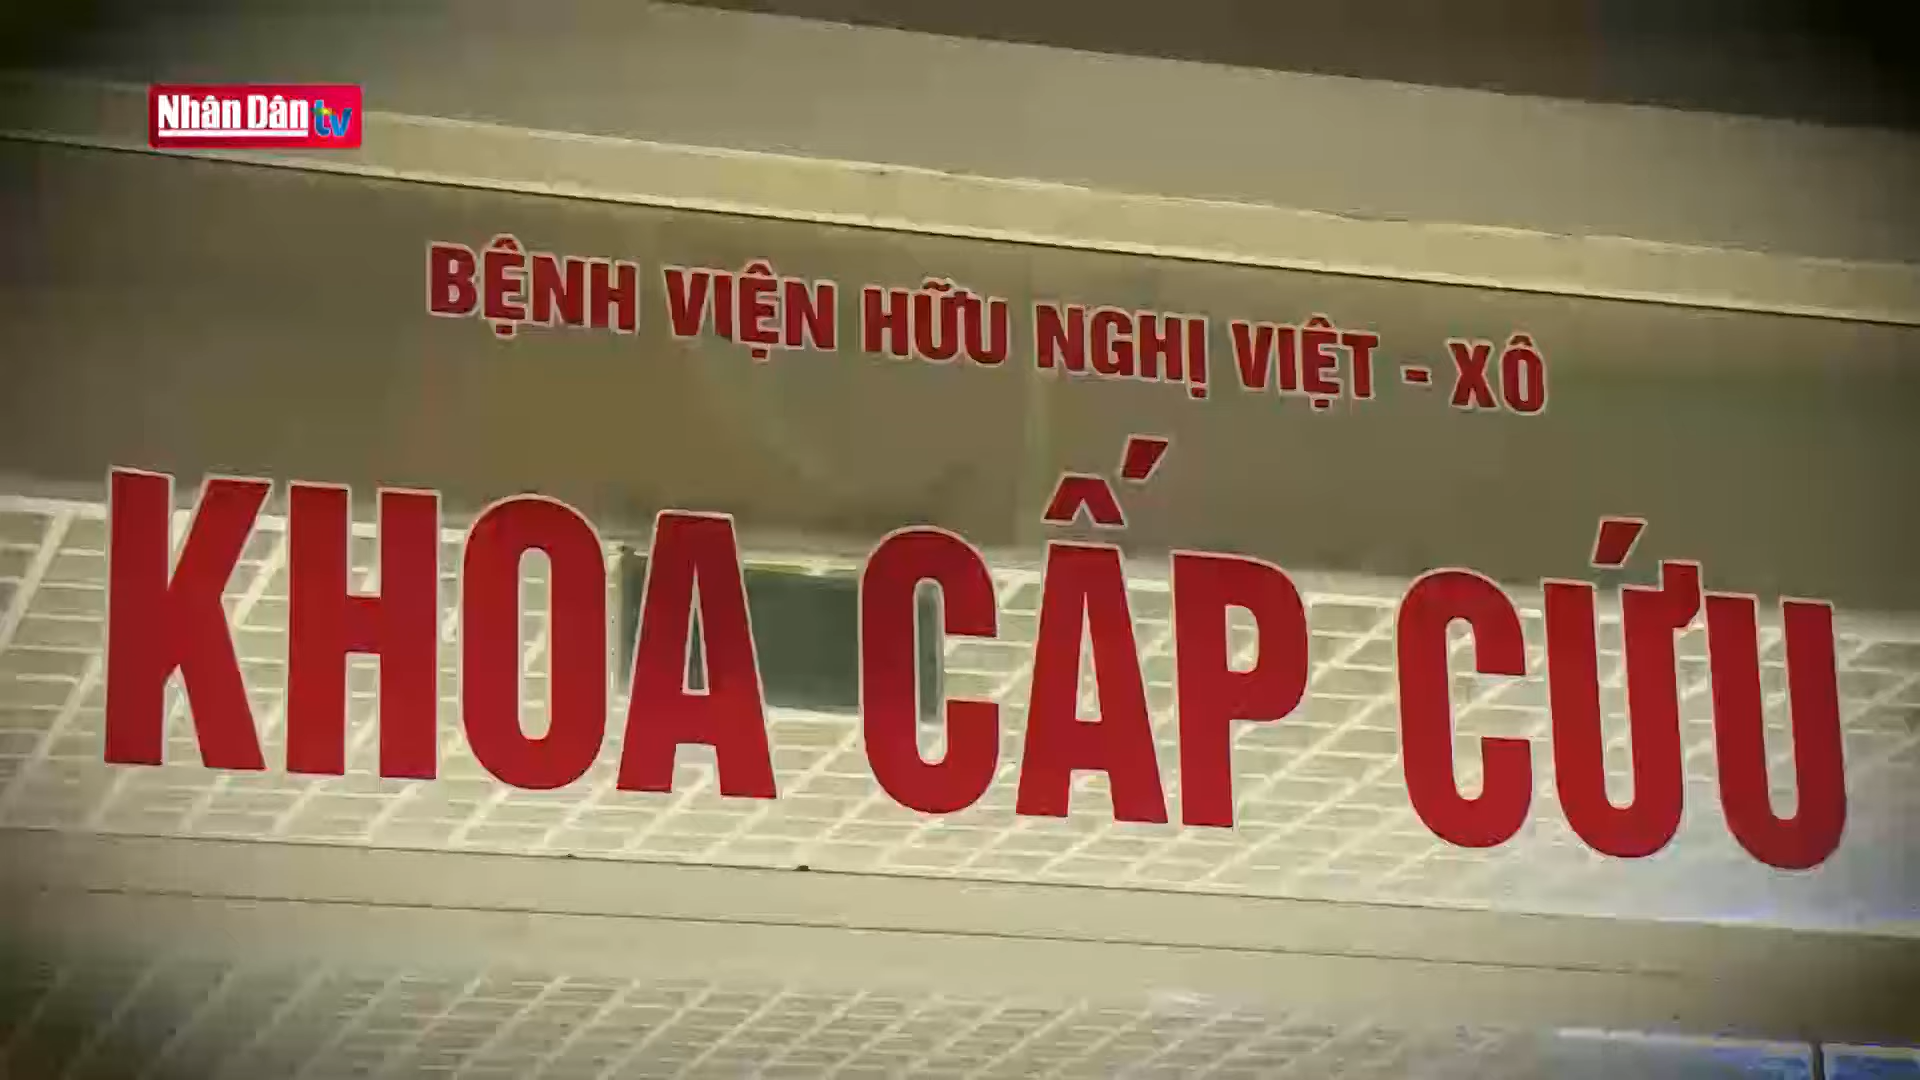 Nhân Dân tv
BỆNH VIỆN HỮU NGHỊ VIỆT - XÔ
KHOA CẤP CỨU